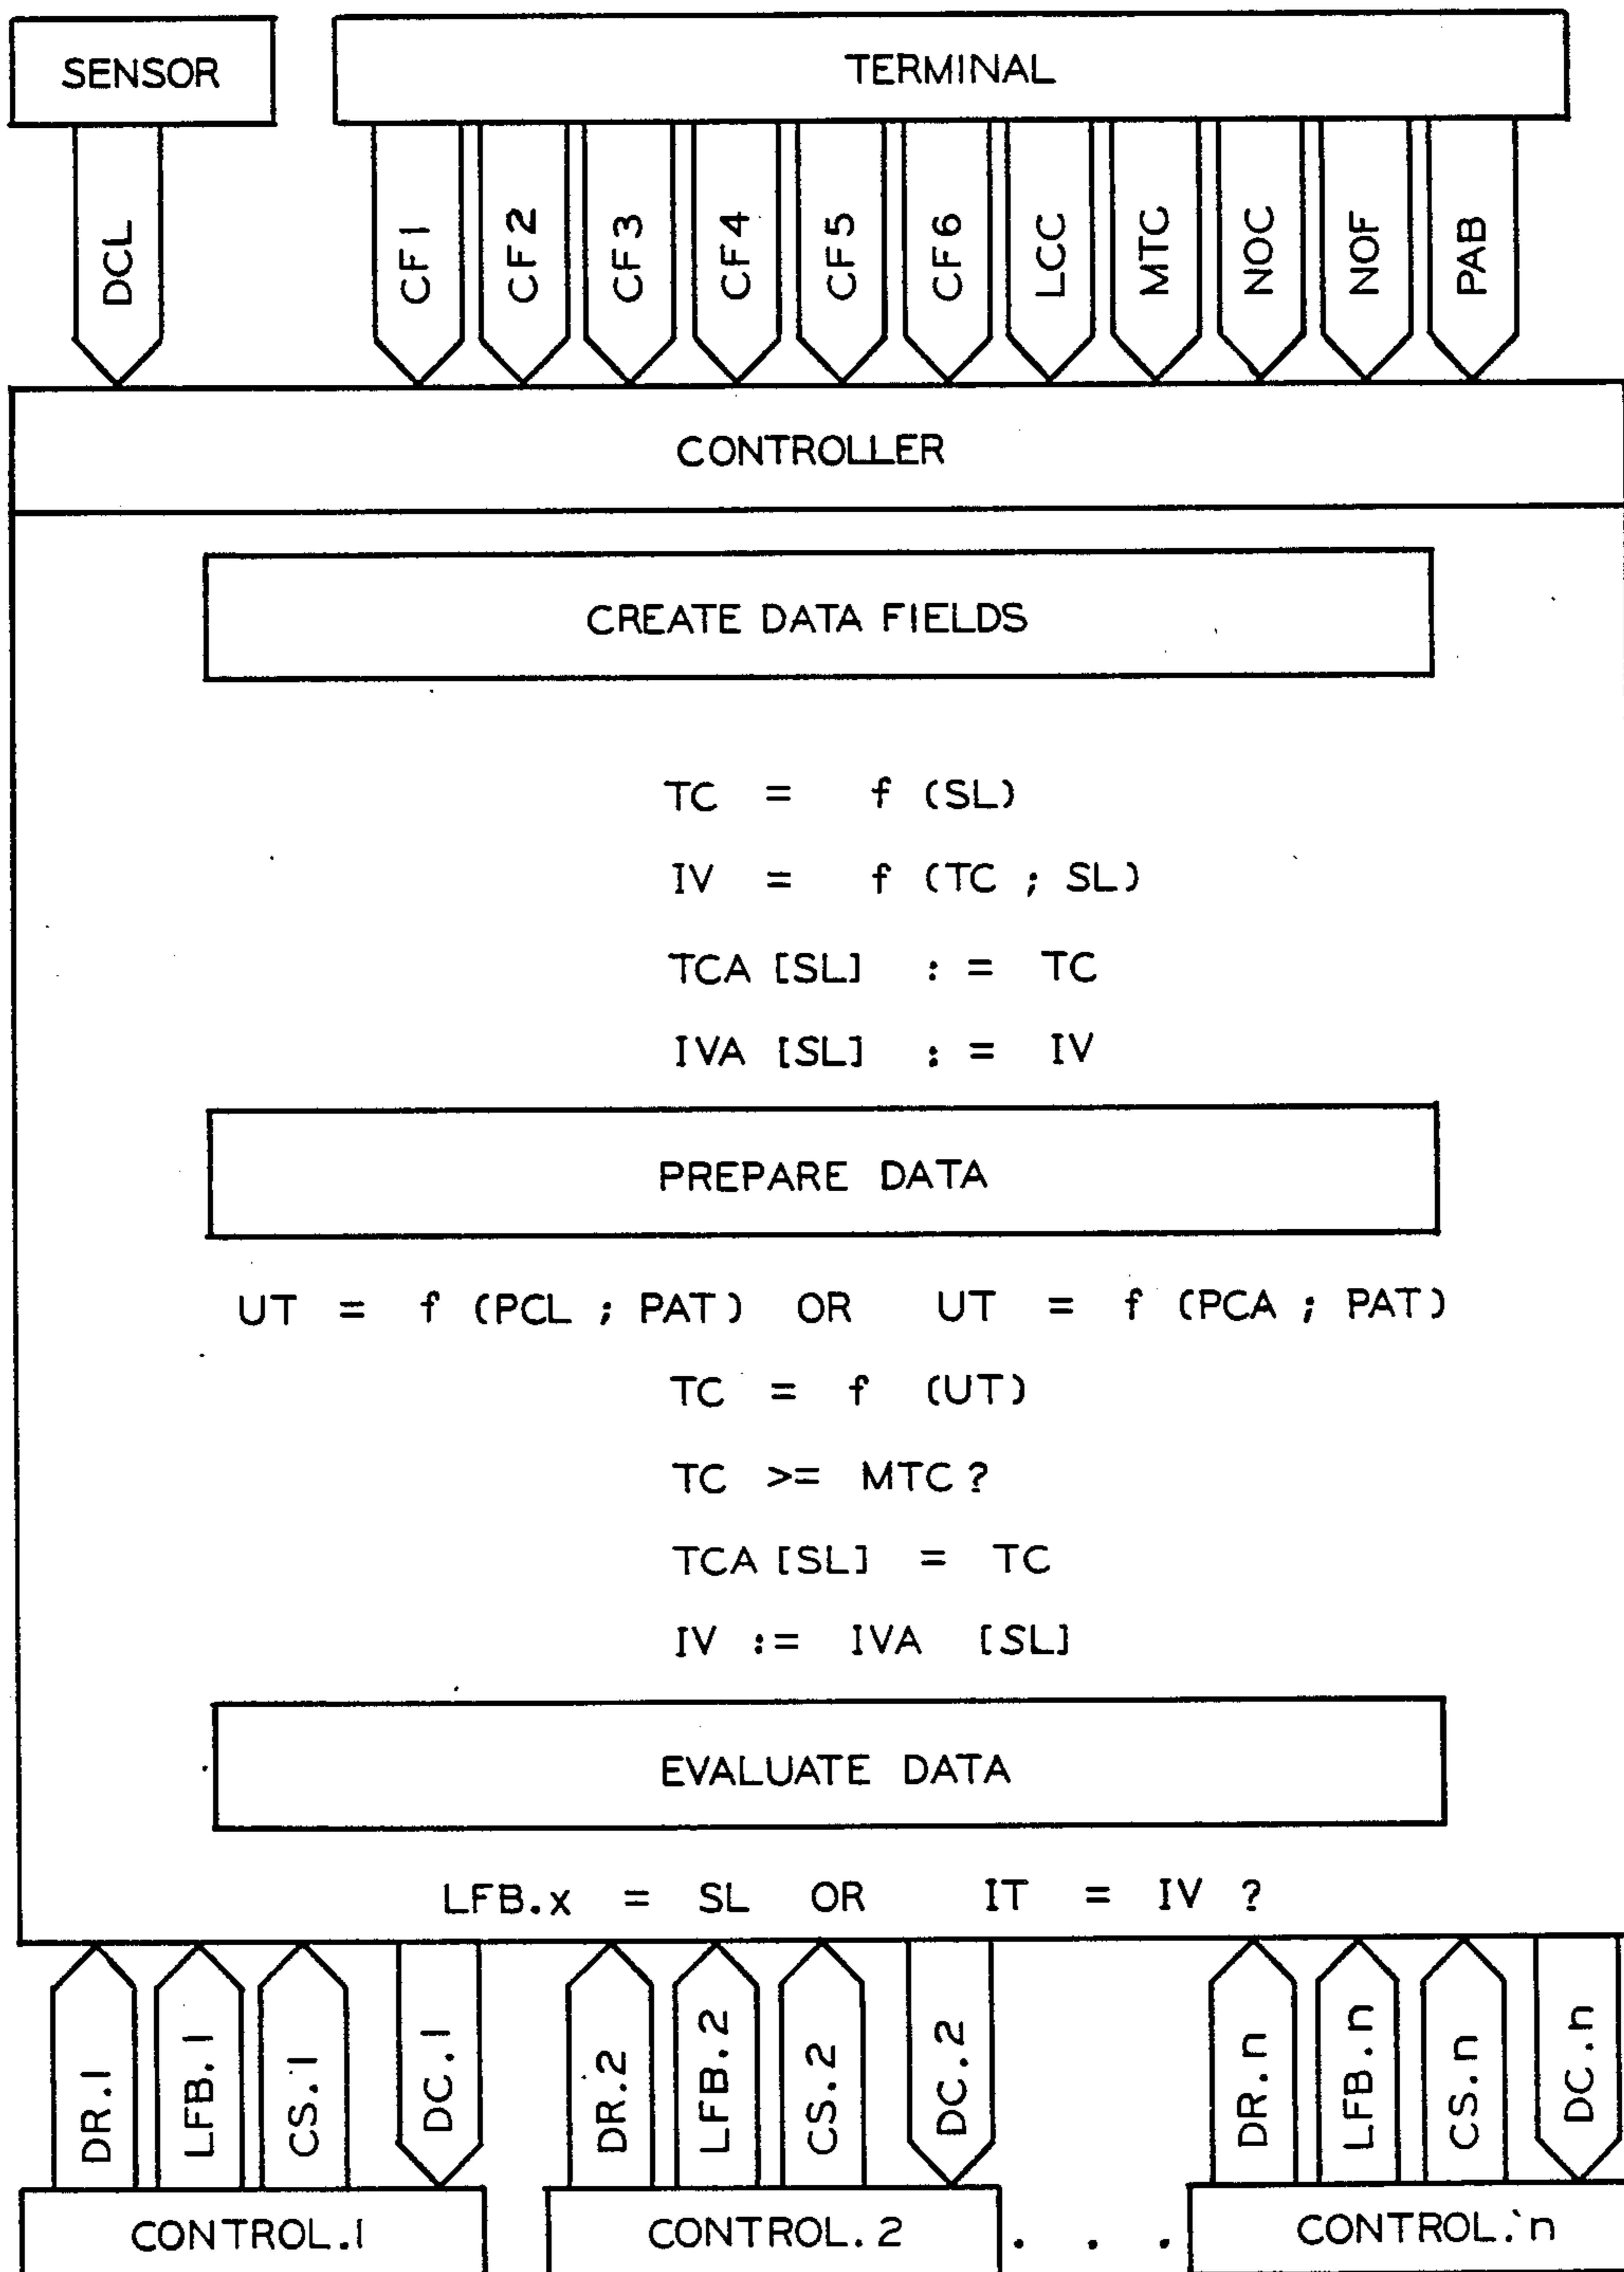 SENSOR
TERMINAL
DCL
CF1
CF2
CF3
CF4
CF5
CF6
LCC
MTC
NOC
NOF
PAB
CONTROLLER
CREATE DATA FIELDS
TC = f (SL)
IV = f (TC ; SL)
TCA [SL] := TC
IVA [SL] := IV
PREPARE DATA
UT = f (PCL ; PAT) OR UT = f (PCA ; PAT)
TC = f (UT)
TC >= MTC ?
TCA [SL] = TC
IV := IVA [SL]
EVALUATE DATA
LFB.x = SL OR IT = IV ?
DR.1
LFB.1
CS.1
DC.1
DR.2
LFB.2
CS.2
DC.2
DR.n
LFB.n
CS.n
DC.n
CONTROL.1
CONTROL.2
. . .
CONTROL.n